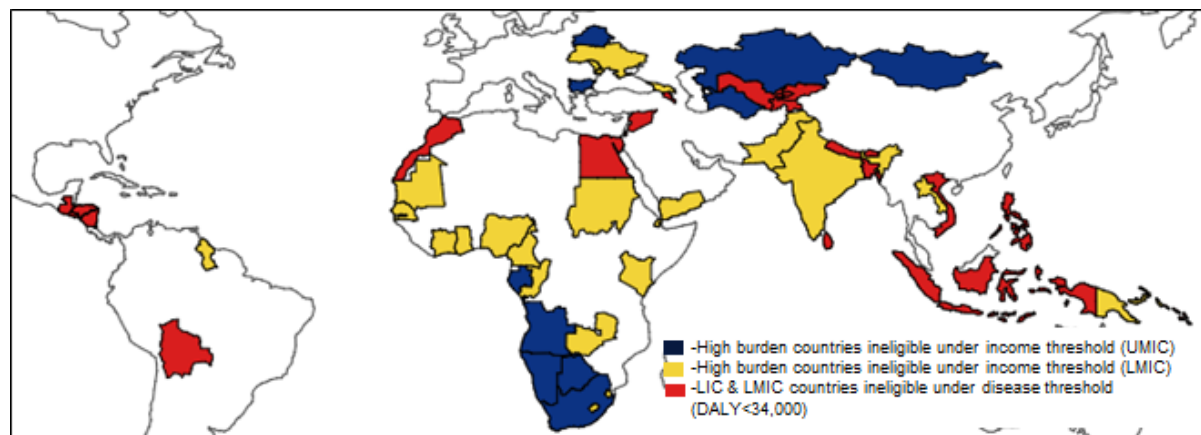 -High burden countries ineligible under income threshold (UMIC)
-High burden countries ineligible under income threshold (LMIC)
-LIC & LMIC countries ineligible under disease threshold
(DALY<34,000)